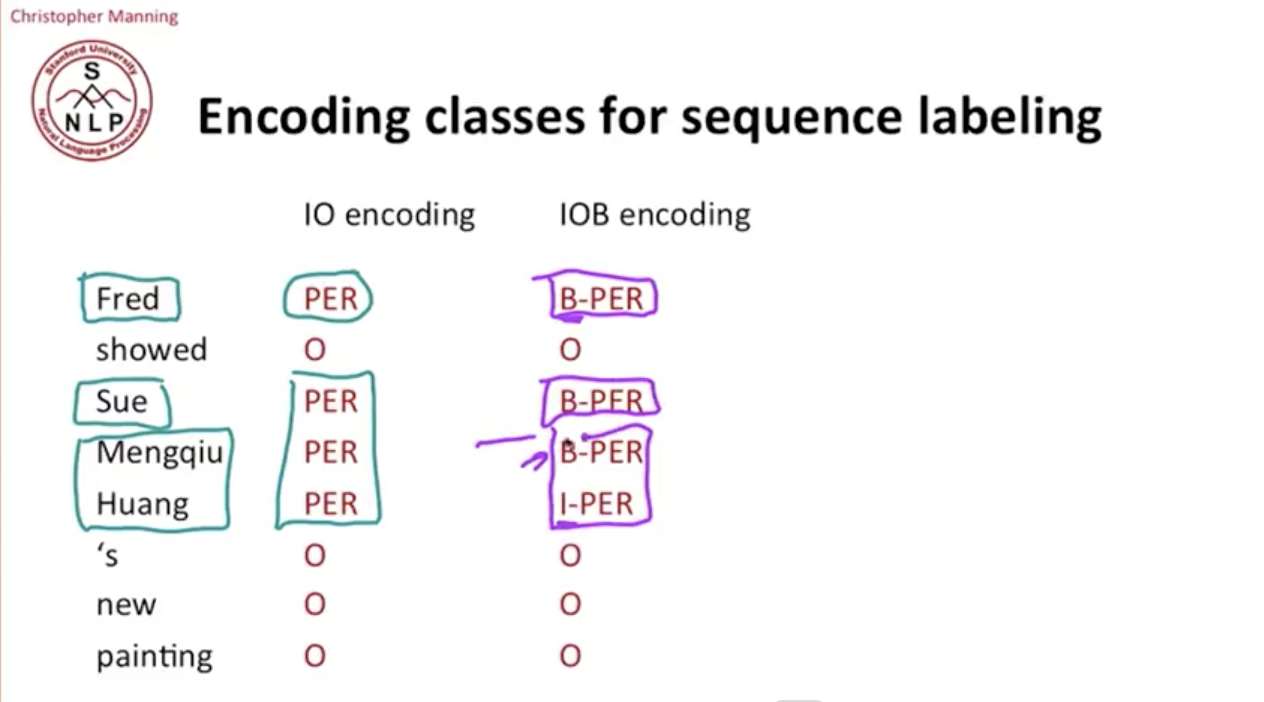 Christopher Manning
Stanford University
S
NLP
Natural Language Processing
Encoding classes for sequence labeling
IO encoding IOB encoding
Fred PER B-PER
showed O O
Sue PER B-PER
Mengqiu PER B-PER
Huang PER I-PER
‘s O O
new O O
painting O O